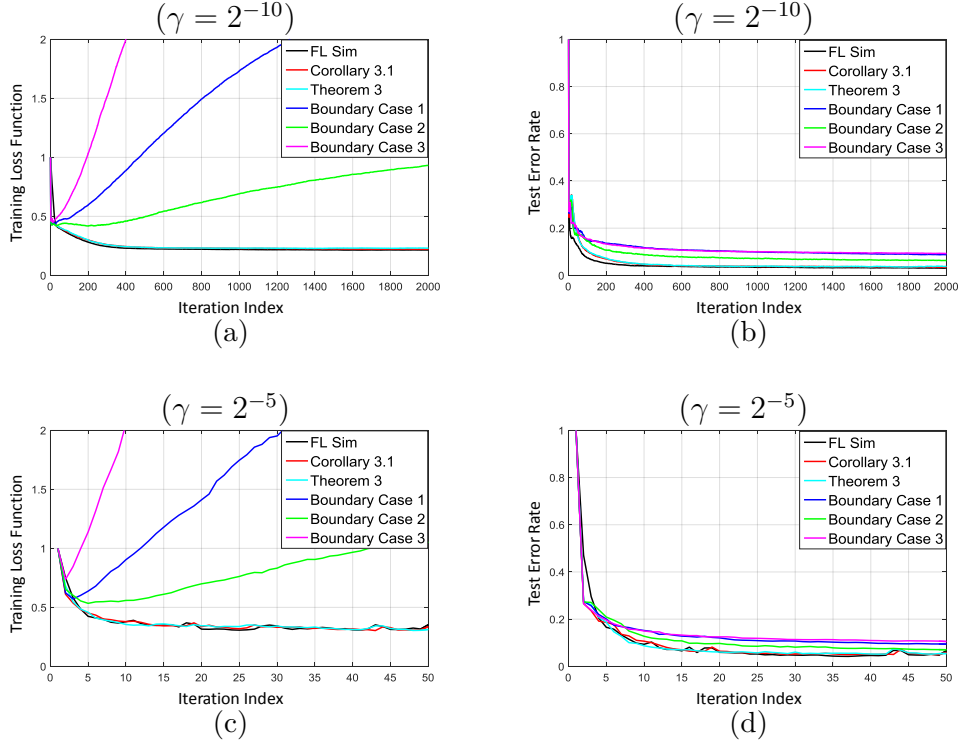 (γ = 2⁻¹⁰)
2
1.5
1
0.5
0
Training Loss Function
FL Sim
Corollary 3.1
Theorem 3
Boundary Case 1
Boundary Case 2
Boundary Case 3
0 200 400 600 800 1000 1200 1400 1600 1800 2000
Iteration Index
(a)
(γ = 2⁻¹⁰)
1
0.8
0.6
0.4
0.2
0
Test Error Rate
FL Sim
Corollary 3.1
Theorem 3
Boundary Case 1
Boundary Case 2
Boundary Case 3
0 200 400 600 800 1000 1200 1400 1600 1800 2000
Iteration Index
(b)
(γ = 2⁻⁵)
2
1.5
1
0.5
0
Training Loss Function
FL Sim
Corollary 3.1
Theorem 3
Boundary Case 1
Boundary Case 2
Boundary Case 3
0 5 10 15 20 25 30 35 40 45 50
Iteration Index
(c)
(γ = 2⁻⁵)
1
0.8
0.6
0.4
0.2
0
Test Error Rate
FL Sim
Corollary 3.1
Theorem 3
Boundary Case 1
Boundary Case 2
Boundary Case 3
0 5 10 15 20 25 30 35 40 45 50
Iteration Index
(d)